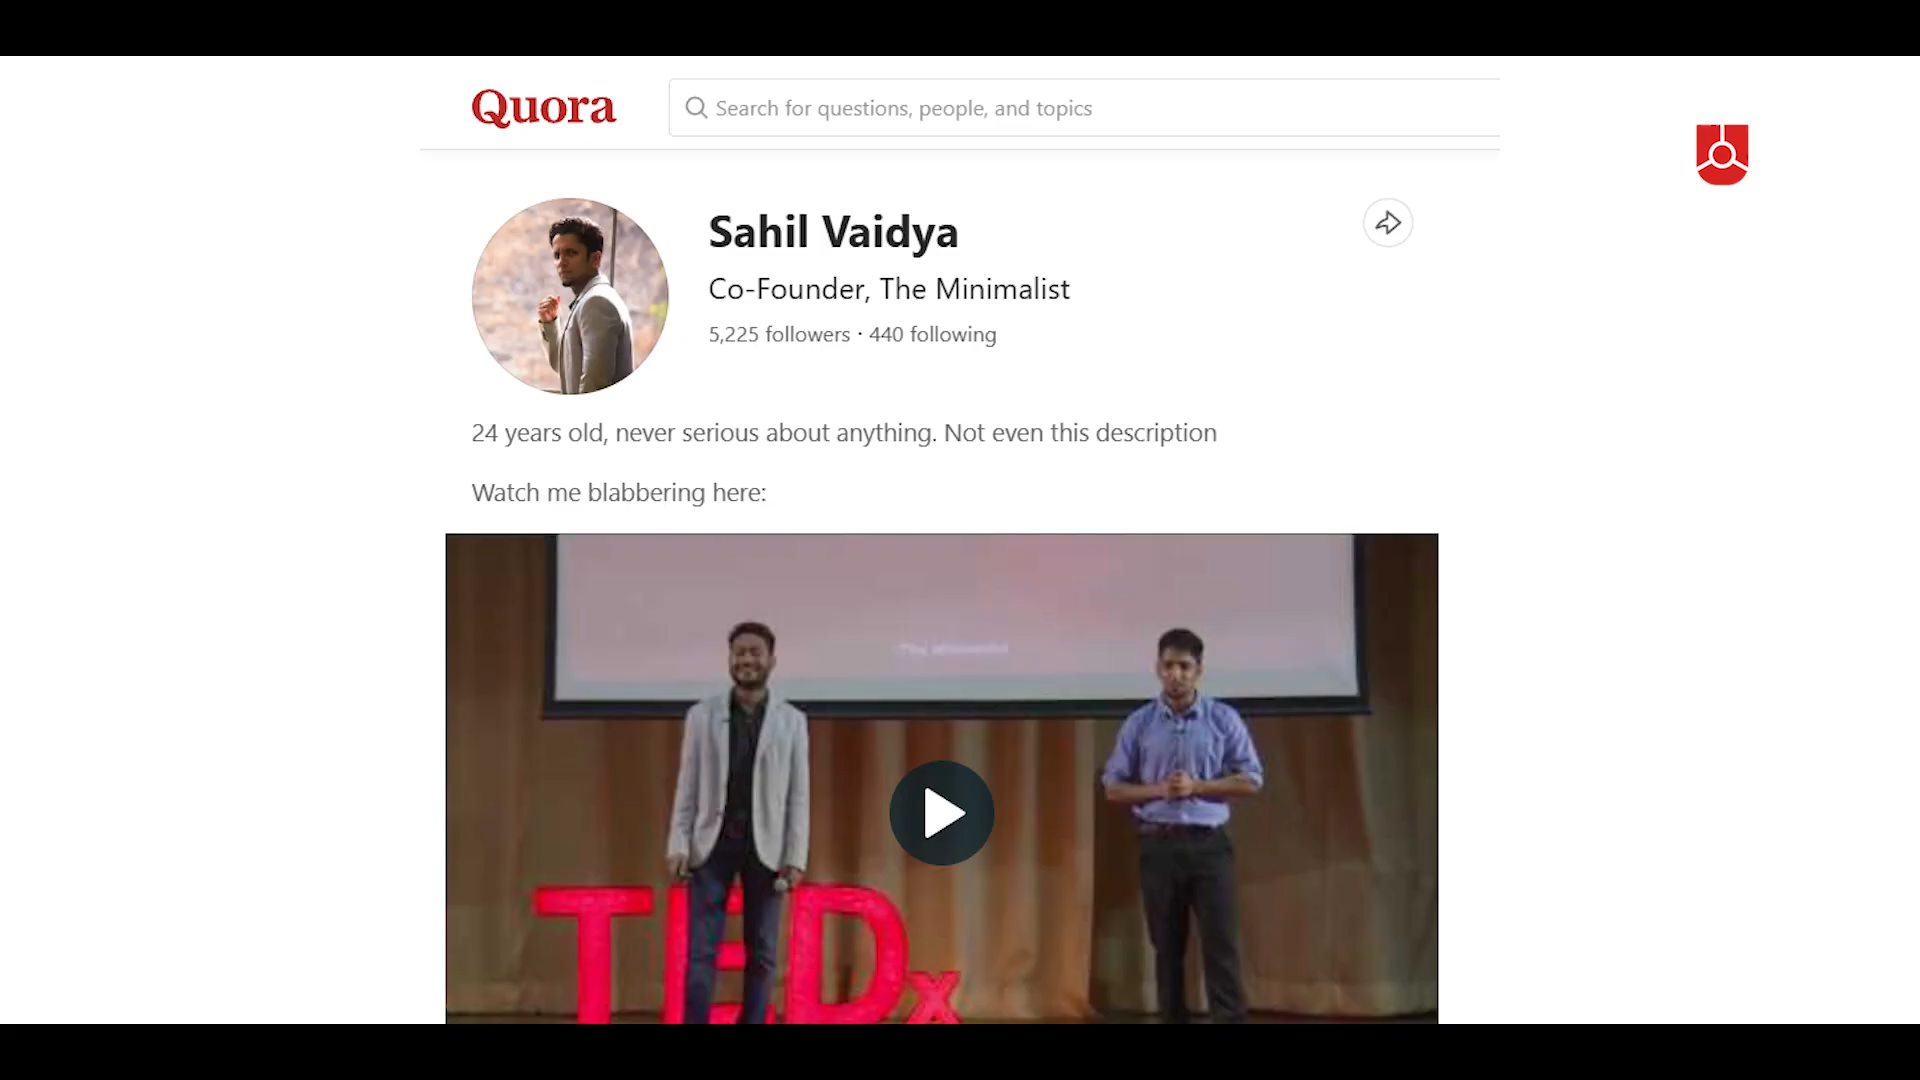 Quora
Search for questions, people, and topics
Sahil Vaidya
Co-Founder, The Minimalist
5,225 followers · 440 following
24 years old, never serious about anything. Not even this description
Watch me blabbering here:
TEDx